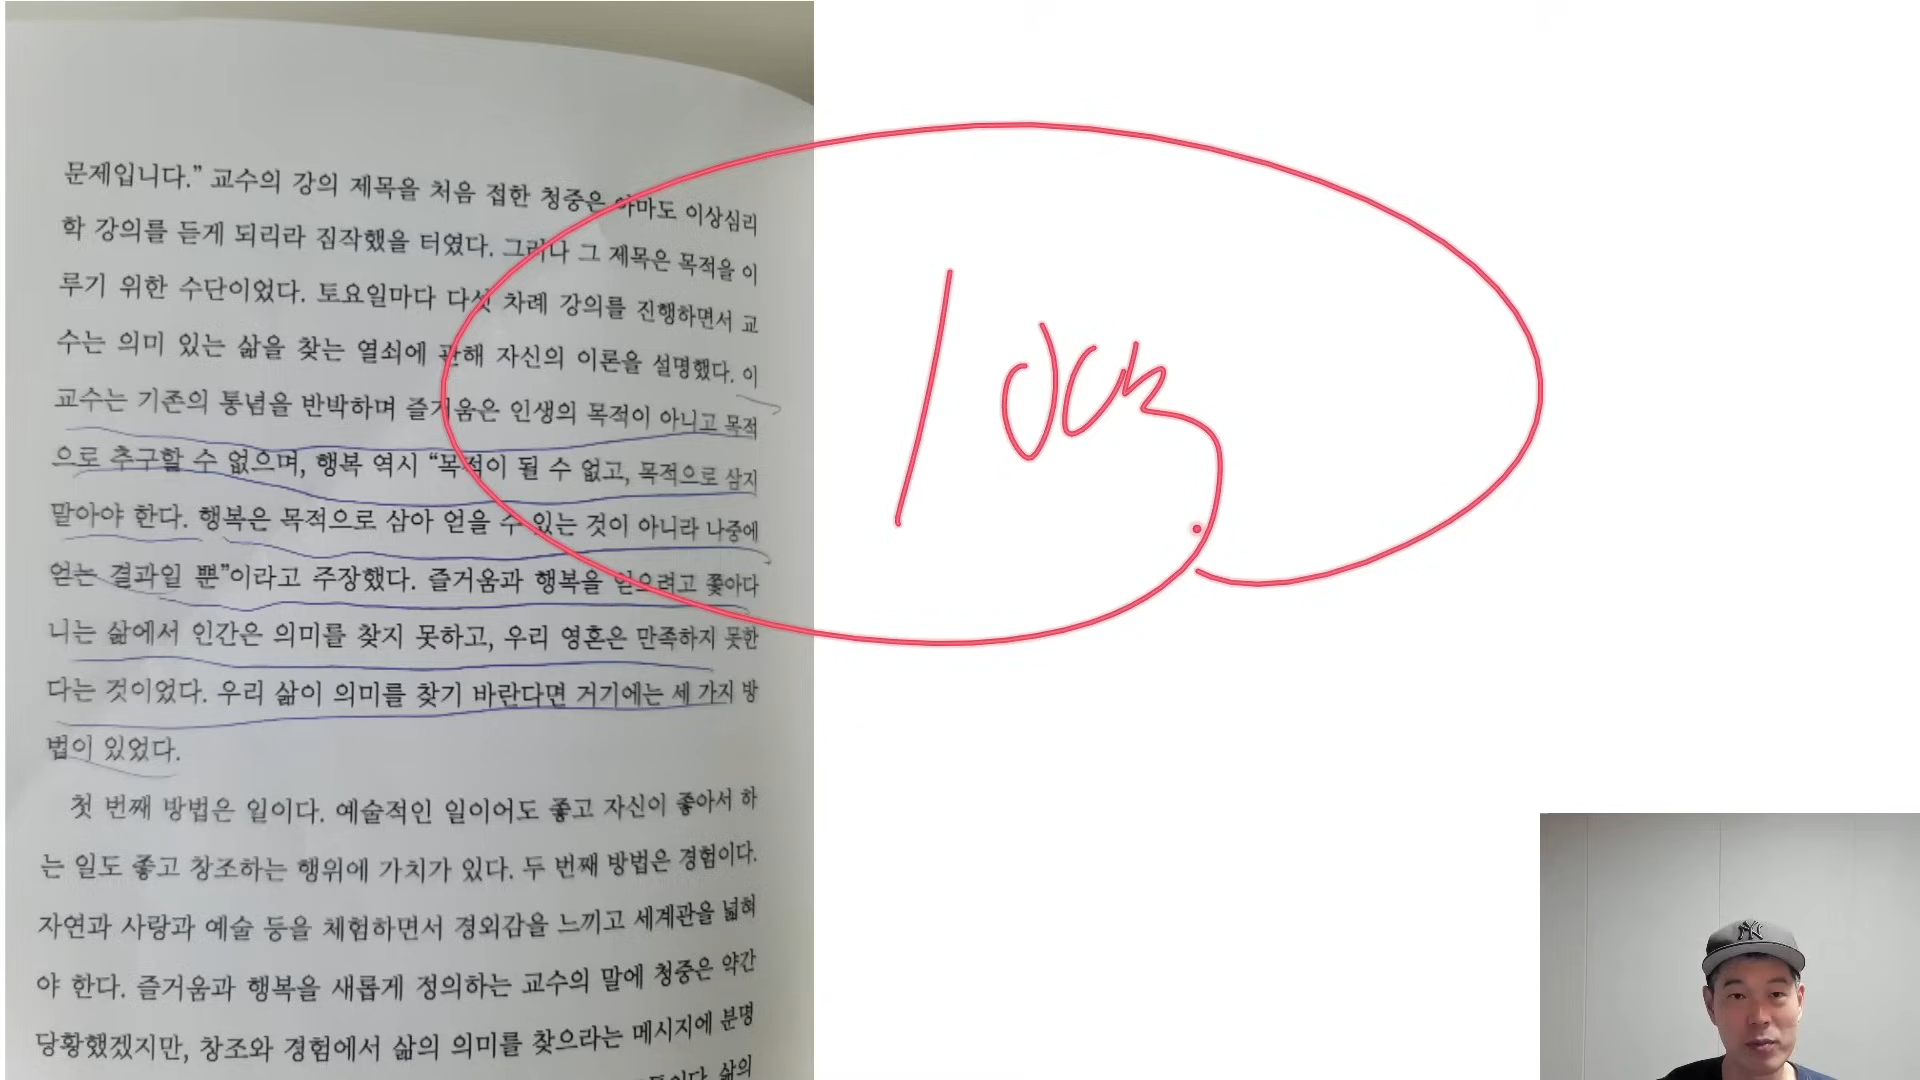 문제입니다.” 교수의 강의 제목을 처음 접한 청중은 아마도 이상심리
학 강의를 듣게 되리라 짐작했을 터였다. 그러나 그 제목은 목적을 이
루기 위한 수단이었다. 토요일마다 다섯 차례 강의를 진행하면서 교
수는 의미 있는 삶을 찾는 열쇠에 관해 자신의 이론을 설명했다. 이
교수는 기존의 통념을 반박하며 즐거움은 인생의 목적이 아니고 목적
으로 추구할 수 없으며, 행복 역시 “목적이 될 수 없고, 목적으로 삼지
말아야 한다. 행복은 목적으로 삼아 얻을 수 있는 것이 아니라 나중에
얻는 결과일 뿐”이라고 주장했다. 즐거움과 행복을 얻으려고 쫓아다
니는 삶에서 인간은 의미를 찾지 못하고, 우리 영혼은 만족하지 못한
다는 것이었다. 우리 삶이 의미를 찾기 바란다면 거기에는 세 가지 방
법이 있었다.
첫 번째 방법은 일이다. 예술적인 일이어도 좋고 자신이 좋아서 하
는 일도 좋고 창조하는 행위에 가치가 있다. 두 번째 방법은 경험이다.
자연과 사랑과 예술 등을 체험하면서 경외감을 느끼고 세계관을 넓혀
야 한다. 즐거움과 행복을 새롭게 정의하는 교수의 말에 청중은 약간
당황했겠지만, 창조와 경험에서 삶의 의미를 찾으라는 메시지에 분명
삶의
NY